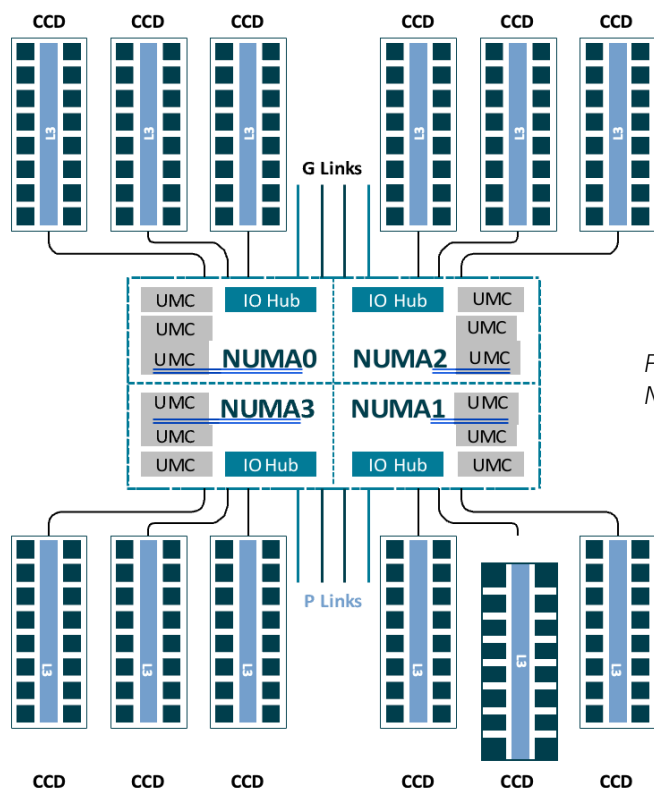 CCD CCD CCD CCD CCD CCD
L3 L3 L3 L3 L3 L3
G Links
UMC IO Hub IO Hub UMC
UMC UMC
UMC NUMA0 NUMA2 UMC
F
N
UMC NUMA3 NUMA1 UMC
UMC UMC
UMC IO Hub IO Hub UMC
P Links
L3 L3 L3 L3 L3 L3
CCD CCD CCD CCD CCD CCD